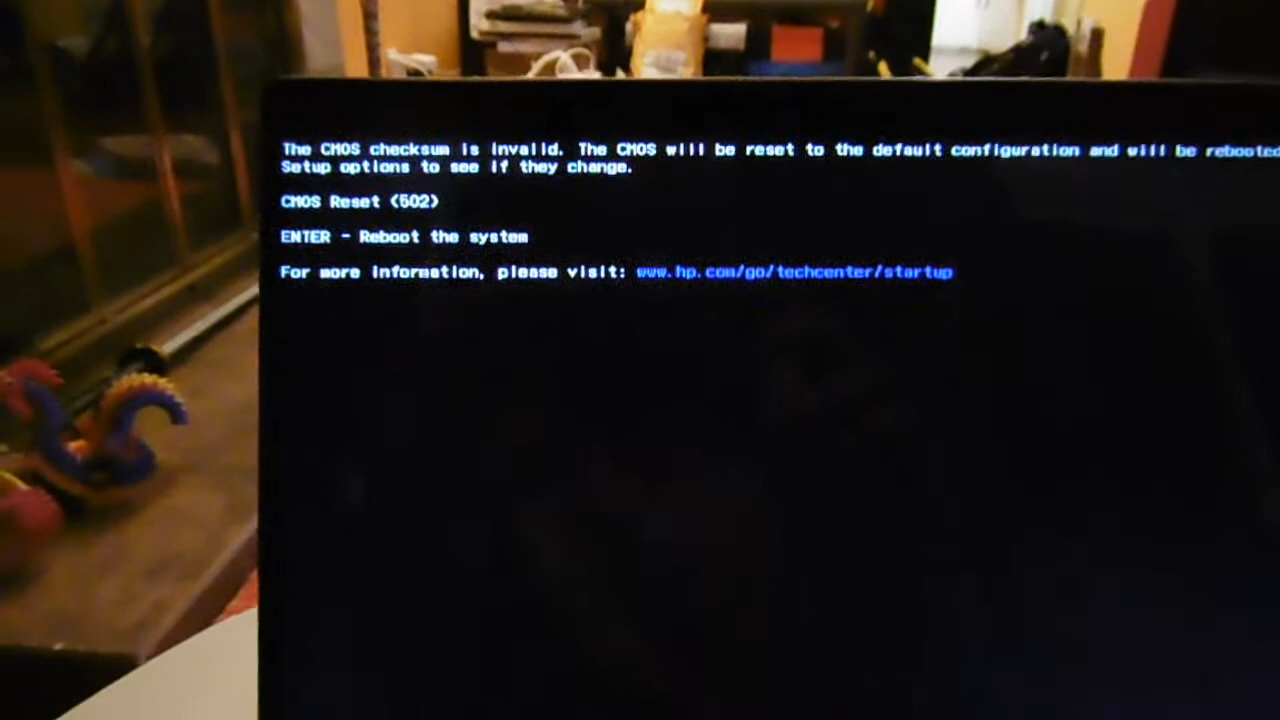 The CMOS checksum is invalid. The CMOS will be reset to the default configuration and will be rebooted
Setup options to see if they change.
CMOS Reset (502)
ENTER - Reboot the system
For more information, please visit: www.hp.com/go/techcenter/startup